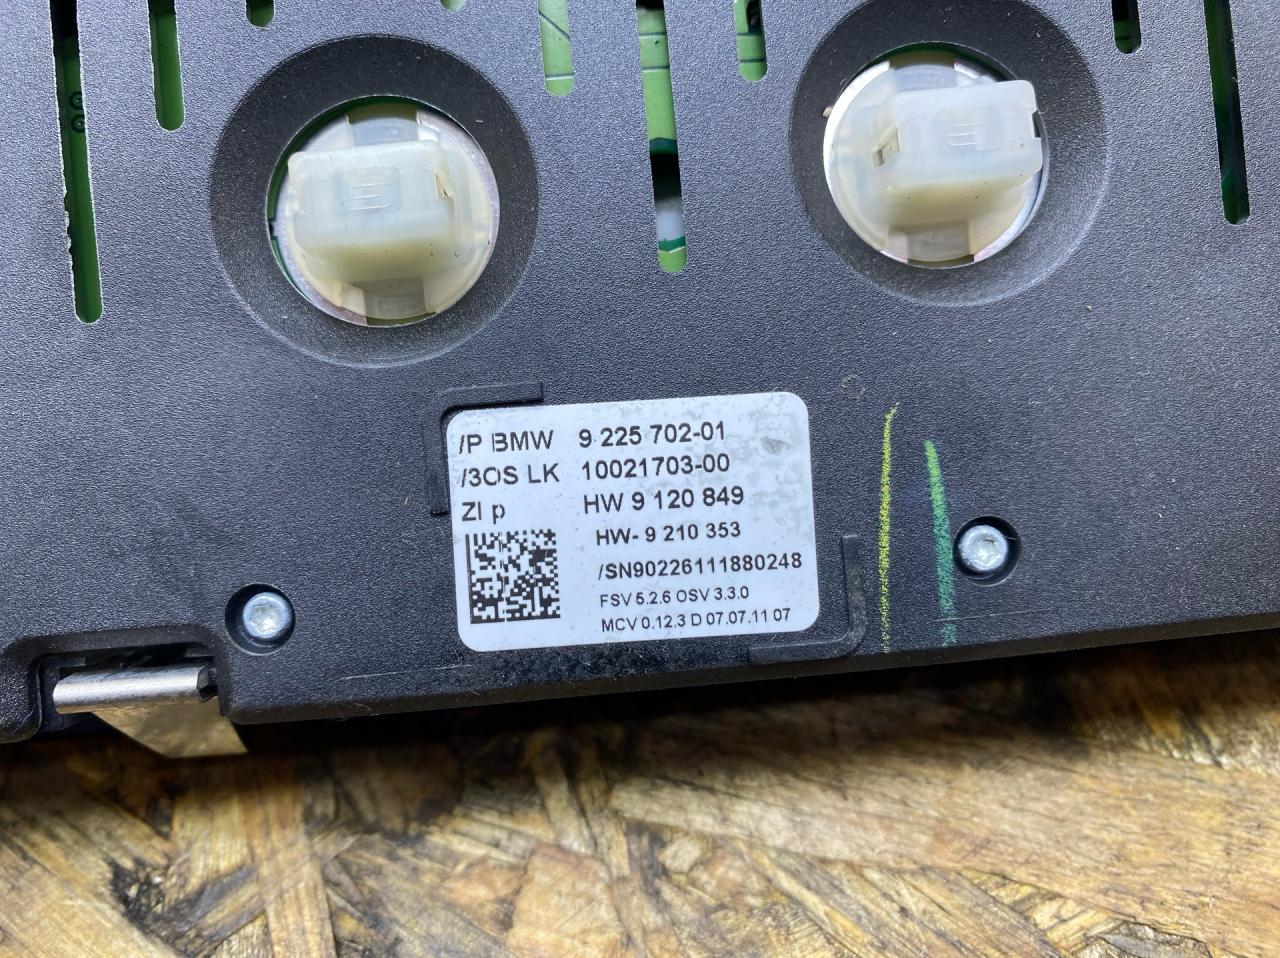 /P BMW 9 225 702-01
/3OS LK 10021703-00
ZI p HW 9 120 849
HW- 9 210 353
/SN90226111880248
FSV 5.2.6 OSV 3.3.0
MCV 0.12.3 D 07.07.11 07